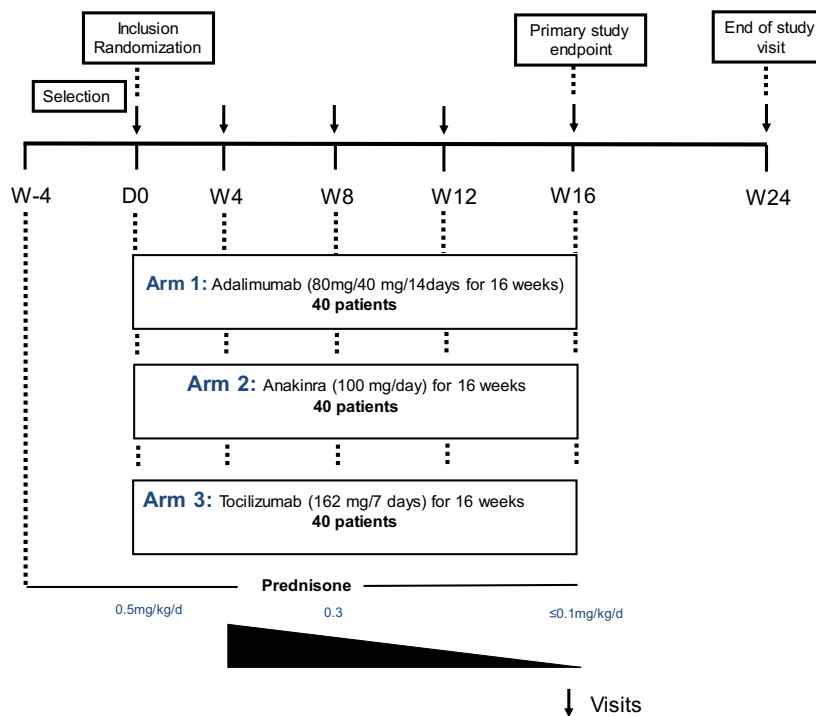 Inclusion
Randomization
Primary study
endpoint
End of study
visit
Selection
W-4 D0 W4 W8 W12 W16 W24
Arm 1: Adalimumab (80mg/40 mg/14days for 16 weeks)
40 patients
Arm 2: Anakinra (100 mg/day) for 16 weeks
40 patients
Arm 3: Tocilizumab (162 mg/7 days) for 16 weeks
40 patients
Prednisone
0.5mg/kg/d 0.3 ≤0.1mg/kg/d
Visits